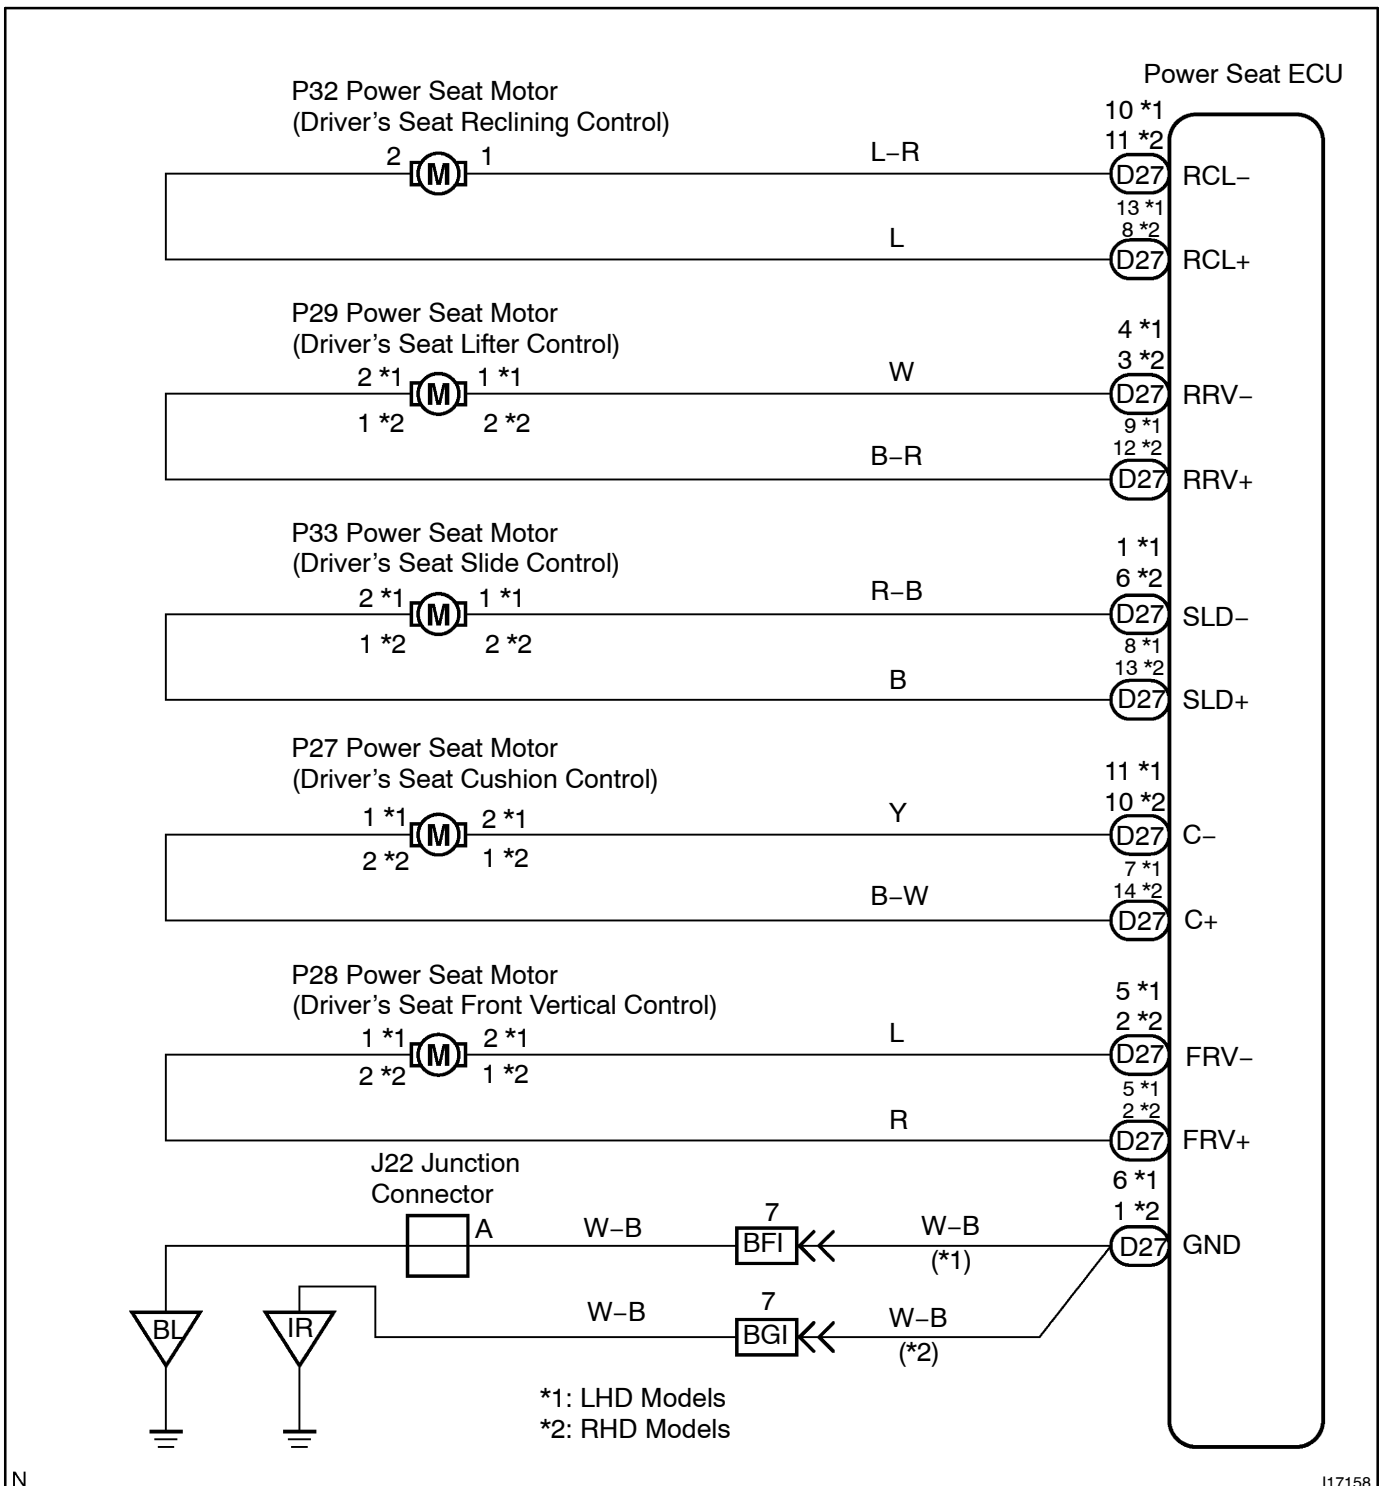 Power Seat ECU
P32 Power Seat Motor
(Driver’s Seat Reclining Control)
10 *1
11 *2
2 M 1
L−R
D27 RCL−
13 *1
8 *2
L
D27 RCL+
P29 Power Seat Motor
(Driver’s Seat Lifter Control)
4 *1
3 *2
2 *1 M 1 *1
1 *2 2 *2
W
D27 RRV−
9 *1
12 *2
B−R
D27 RRV+
P33 Power Seat Motor
(Driver’s Seat Slide Control)
1 *1
6 *2
2 *1 M 1 *1
1 *2 2 *2
R−B
D27 SLD−
8 *1
13 *2
B
D27 SLD+
P27 Power Seat Motor
(Driver’s Seat Cushion Control)
11 *1
10 *2
1 *1 M 2 *1
2 *2 1 *2
Y
D27 C−
7 *1
14 *2
B−W
D27 C+
P28 Power Seat Motor
(Driver’s Seat Front Vertical Control)
5 *1
2 *2
1 *1 M 2 *1
2 *2 1 *2
L
D27 FRV−
5 *1
2 *2
R
D27 FRV+
J22 Junction
Connector
6 *1
1 *2
A W−B 7 BFI W−B (*1)
D27 GND
BL IR
W−B 7 BGI W−B (*2)
*1: LHD Models
*2: RHD Models
N
I17158